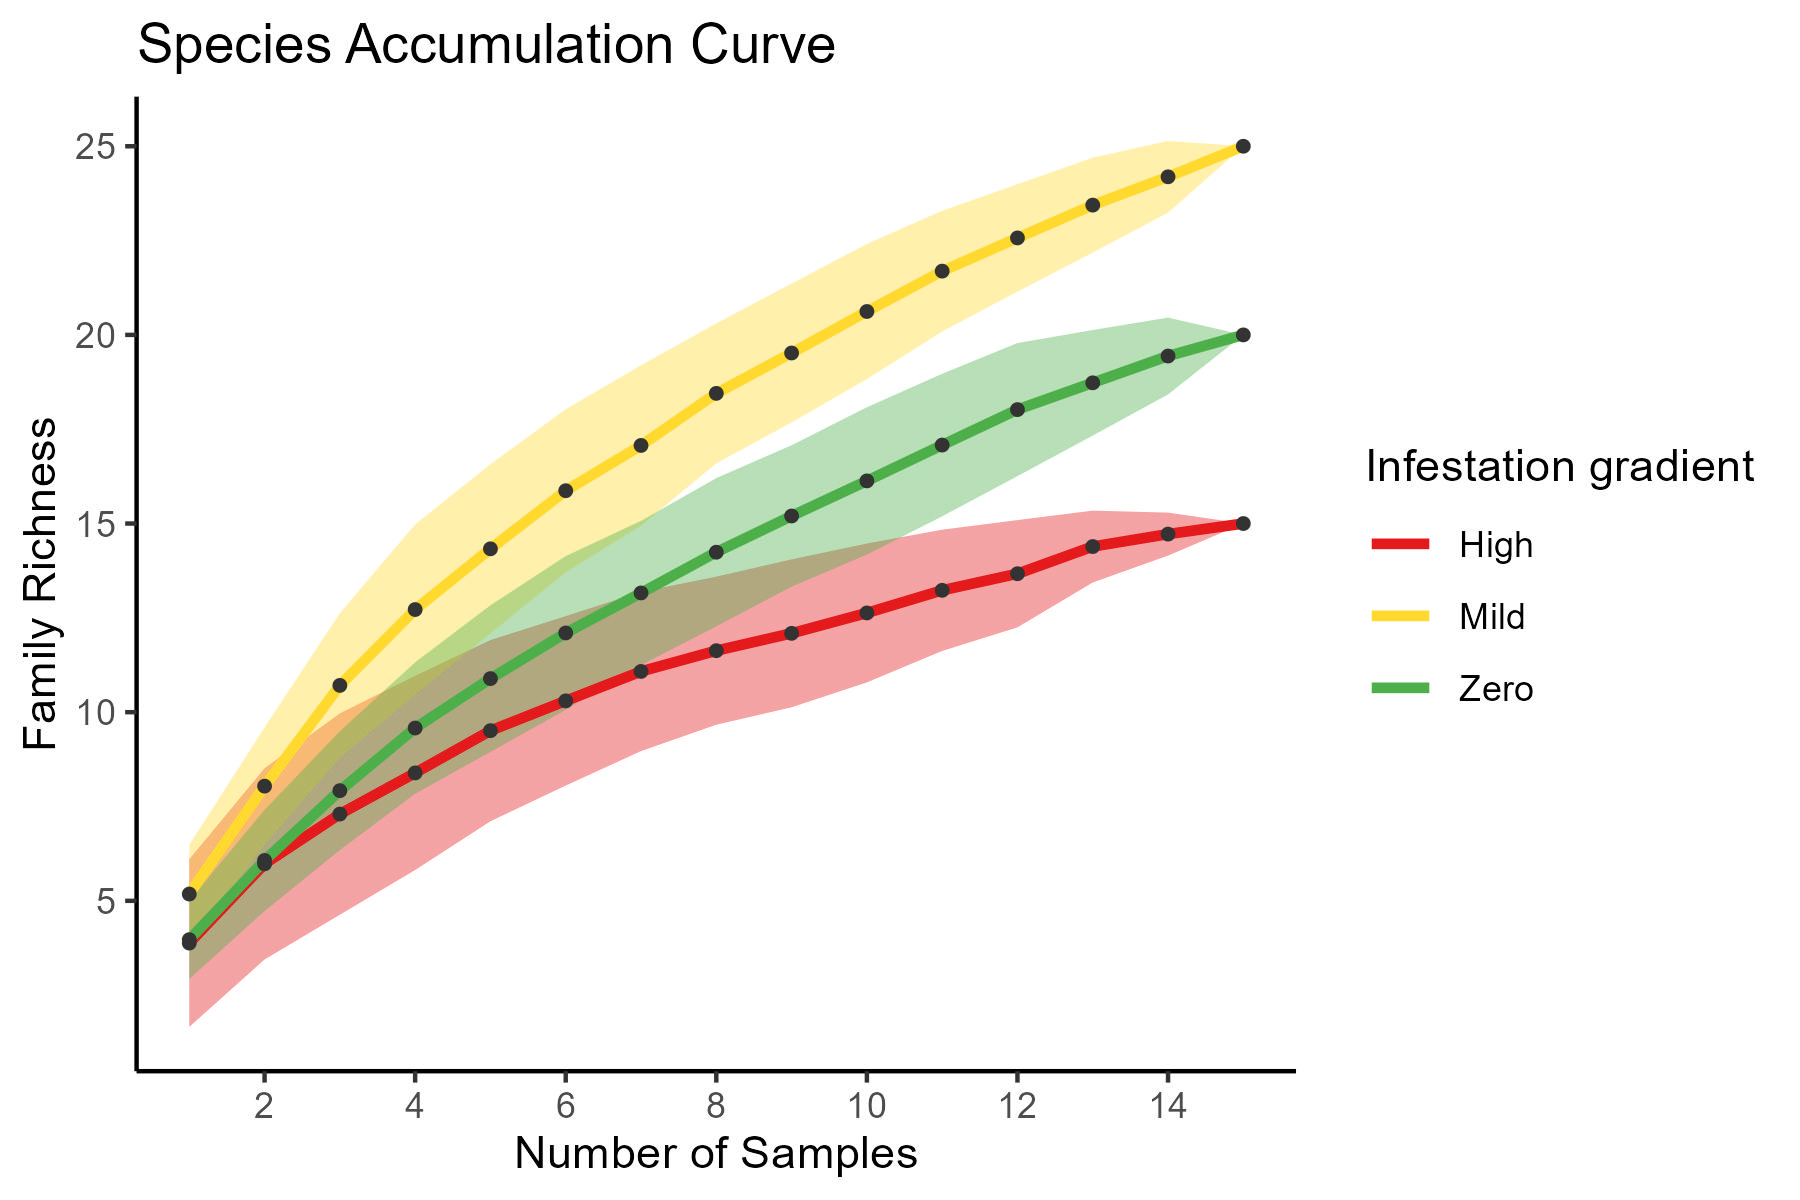 Species Accumulation Curve
Family Richness
25
20
15
10
5
2 4 6 8 10 12 14
Number of Samples
Infestation gradient
High
Mild
Zero